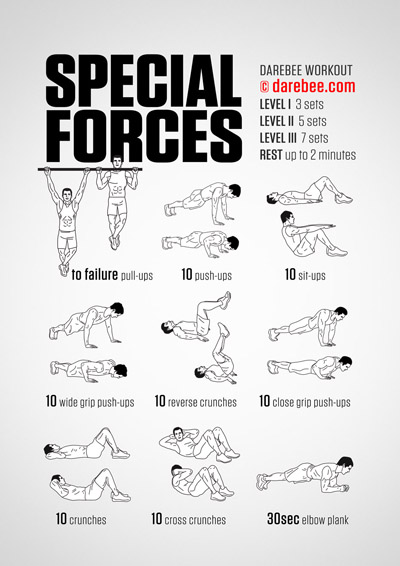 SPECIAL
FORCES
DAREBEE WORKOUT
© darebee.com
LEVEL I 3 sets
LEVEL II 5 sets
LEVEL III 7 sets
REST up to 2 minutes
to failure pull-ups
10 push-ups
10 sit-ups
10 wide grip push-ups
10 reverse crunches
10 close grip push-ups
10 crunches
10 cross crunches
30sec elbow plank